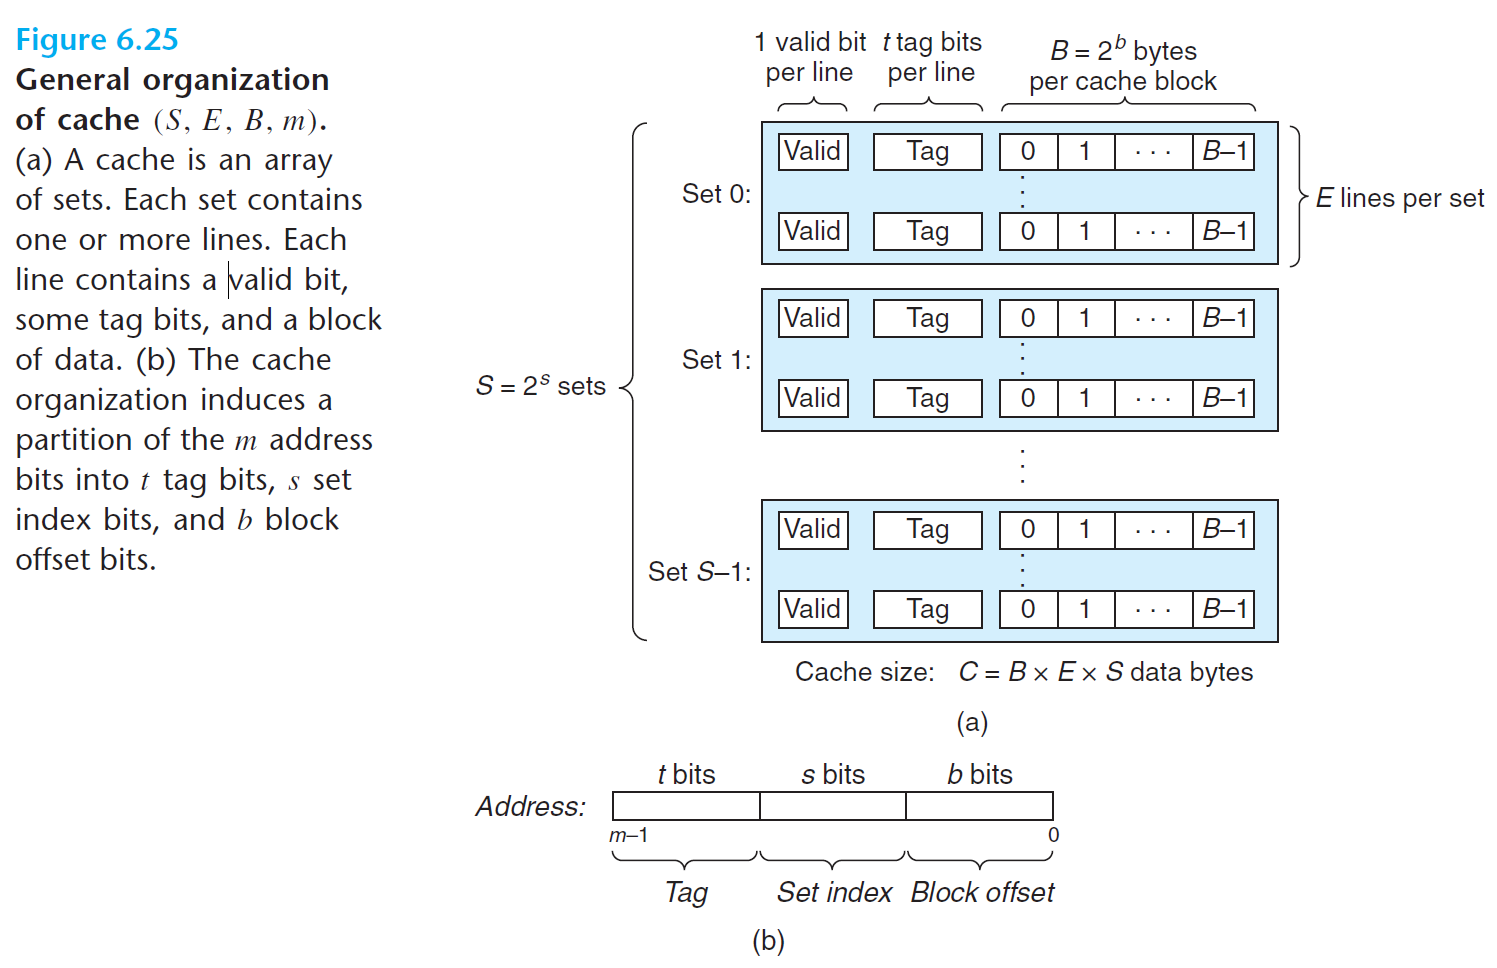 Figure 6.25
General organization
of cache (S, E, B, m).
(a) A cache is an array
of sets. Each set contains
one or more lines. Each
line contains a valid bit,
some tag bits, and a block
of data. (b) The cache
organization induces a
partition of the m address
bits into t tag bits, s set
index bits, and b block
offset bits.
1 valid bit
per line
t tag bits
per line
B = 2^b bytes
per cache block
S = 2^s sets
Set 0:
Valid Tag 0 1 · · · B–1
Valid Tag 0 1 · · · B–1
E lines per set
Set 1:
Valid Tag 0 1 · · · B–1
Valid Tag 0 1 · · · B–1
Set S–1:
Valid Tag 0 1 · · · B–1
Valid Tag 0 1 · · · B–1
Cache size: C = B × E × S data bytes
(a)
t bits s bits b bits
Address:
m–1 0
Tag Set index Block offset
(b)